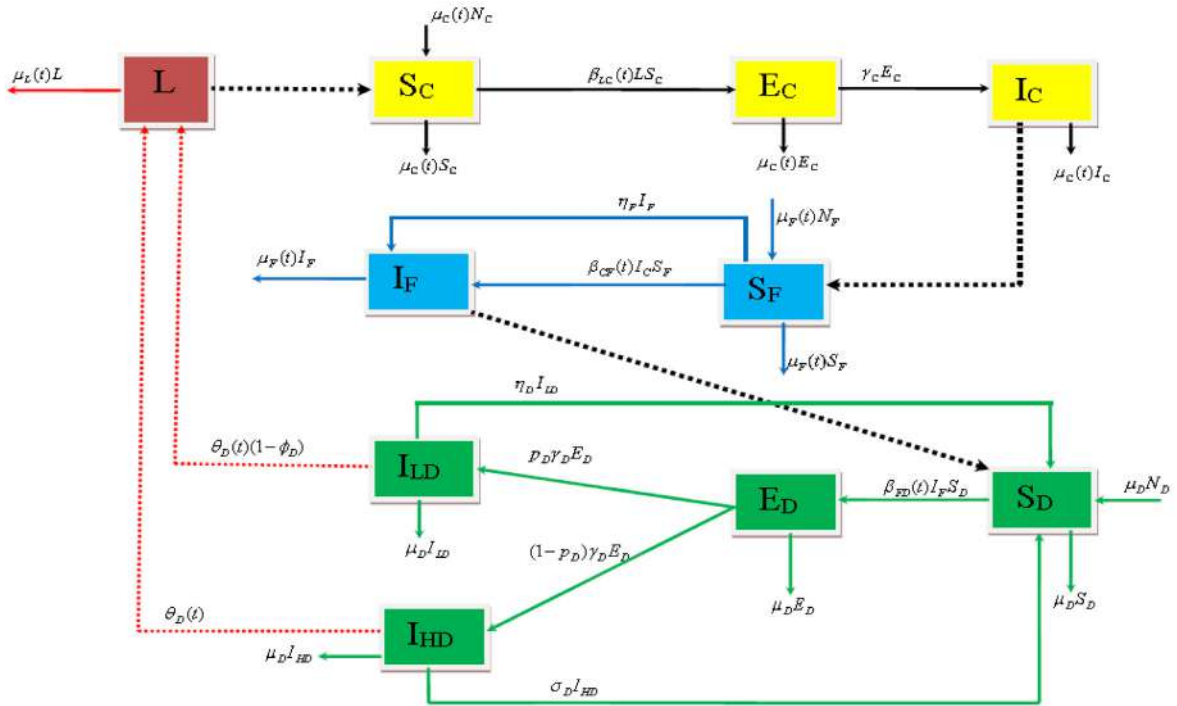 μ_C(t)N_C
μ_L(t)L
L
S_C
β_LC(t)LS_C
E_C
γ_C E_C
I_C
μ_C(t)S_C
μ_C(t)E_C
μ_C(t)I_C
η_F I_F
μ_F(t)N_F
μ_F(t)I_F
I_F
β_CF(t)I_C S_F
S_F
μ_F(t)S_F
η_D I_LD
θ_D(t)(1-ϕ_D)
I_LD
p_D γ_D E_D
E_D
β_FD(t)I_F S_D
S_D
μ_D N_D
μ_D I_LD
(1-p_D)γ_D E_D
μ_D E_D
μ_D S_D
θ_D(t)
I_HD
μ_D I_HD
σ_D I_HD